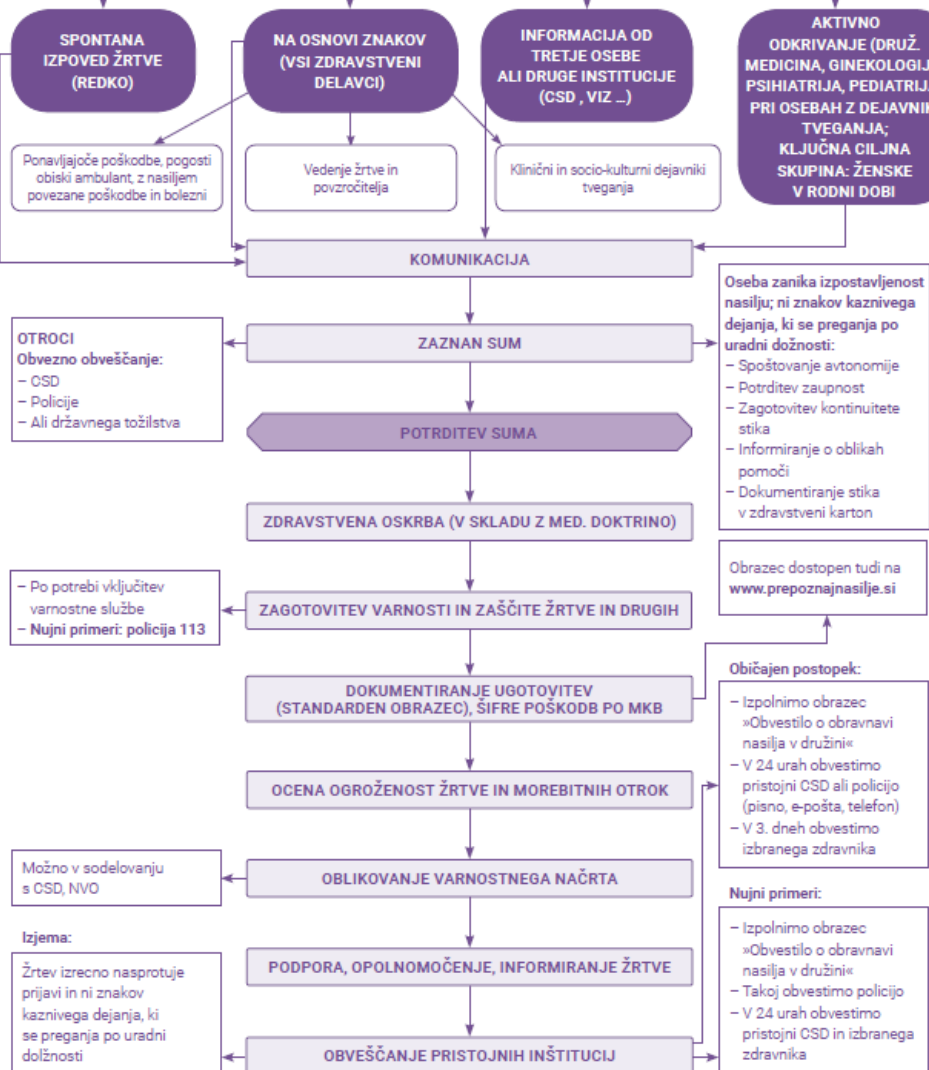 SPONTANA
IZPOVED ŽRTVE
(REDKO)
NA OSNOVI ZNAKOV
(VSI ZDRAVSTVENI
DELAVCI)
INFORMACIJA OD
TRETJE OSEBE
ALI DRUGE INSTITUCIJE
(CSD , VIZ ...)
AKTIVNO
ODKRIVANJE (DRUŽ.
MEDICINA, GINEKOLOGIJ
PSIHIATRIJA, PEDIATRIJ
PRI OSEBAH Z DEJAVNIK
TVEGANJA;
KLJUČNA CILJNA
SKUPINA: ŽENSKE
V RODNI DOBI
Ponavljajoče poškodbe, pogosti
obiski ambulant, z nasiljem
povezane poškodbe in bolezni
Vedenje žrtve in
povzročitelja
Klinični in socio-kulturni dejavniki
tveganja
KOMUNIKACIJA
OTROCI
Obvezno obveščanje:
– CSD
– Policije
– Ali državnega tožilstva
ZAZNAN SUM
Oseba zanika izpostavljenost
nasilju; ni znakov kaznivega
dejanja, ki se preganja po
uradni dožnosti:
– Spoštovanje avtonomije
– Potrditev zaupnost
– Zagotovitev kontinuitete
stika
– Informiranje o oblikah
pomoči
– Dokumentiranje stika
v zdravstveni karton
POTRDITEV SUMA
ZDRAVSTVENA OSKRBA (V SKLADU Z MED. DOKTRINO)
– Po potrebi vključitev
varnostne službe
– Nujni primeri: policija 113
ZAGOTOVITEV VARNOSTI IN ZAŠČITE ŽRTVE IN DRUGIH
Obrazec dostopen tudi na
www.prepoznajnasilje.si
DOKUMENTIRANJE UGOTOVITEV
(STANDARDEN OBRAZEC), ŠIFRE POŠKODB PO MKB
Običajen postopek:
– Izpolnimo obrazec
»Obvestilo o obravnavi
nasilja v družini«
– V 24 urah obvestimo
pristojni CSD ali policijo
(pisno, e-pošta, telefon)
– V 3. dneh obvestimo
izbranega zdravnika
OCENA OGROŽENOST ŽRTVE IN MOREBITNIH OTROK
Možno v sodelovanju
s CSD, NVO
OBLIKOVANJE VARNOSTNEGA NAČRTA
Izjema:
Žrtev izrecno nasprotuje
prijavi in ni znakov
kaznivega dejanja, ki
se preganja po uradni
dolžnosti
PODPORA, OPOLNOMOČENJE, INFORMIRANJE ŽRTVE
Nujni primeri:
– Izpolnimo obrazec
»Obvestilo o obravnavi
nasilja v družini«
– Takoj obvestimo policijo
– V 24 urah obvestimo
pristojni CSD in izbranega
zdravnika
OBVEŠČANJE PRISTOJNIH INŠTITUCIJ